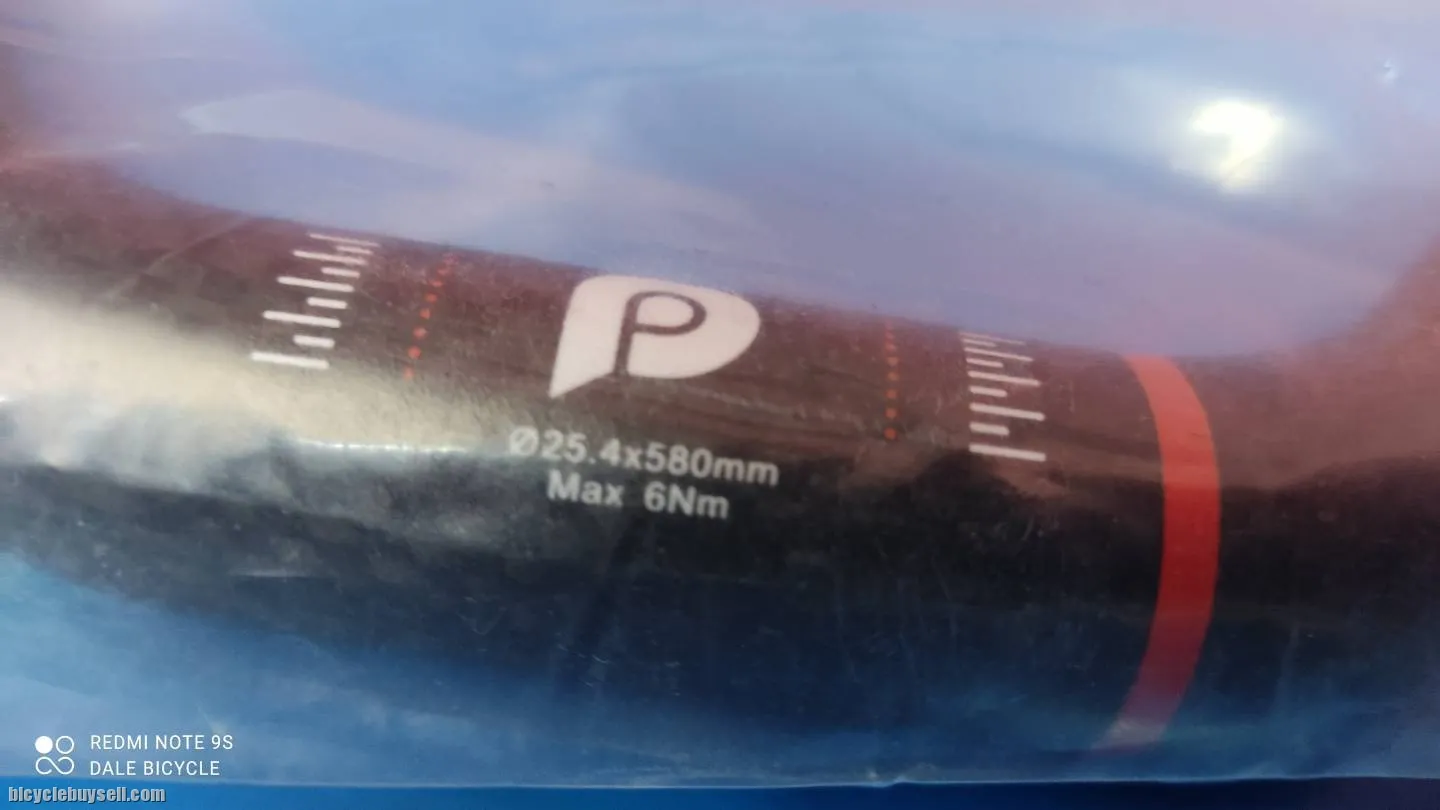 P
Ø25.4x580mm
Max 6Nm
REDMI NOTE 9S
DALE BICYCLE
bicyclebuysell.com